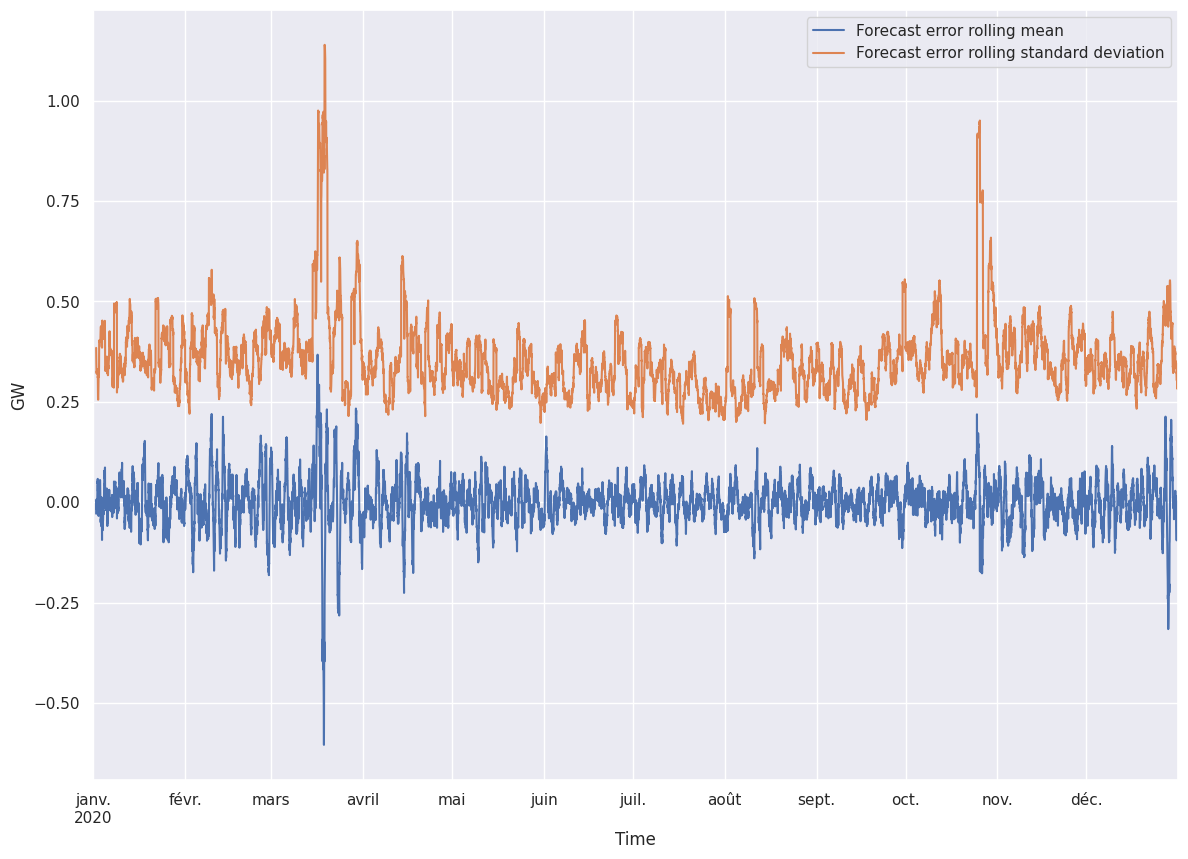 Forecast error rolling mean
Forecast error rolling standard deviation
1.00
0.75
0.50
0.25
0.00
−0.25
−0.50
GW
janv. févr. mars avril mai juin juil. août sept. oct. nov. déc.
2020
Time